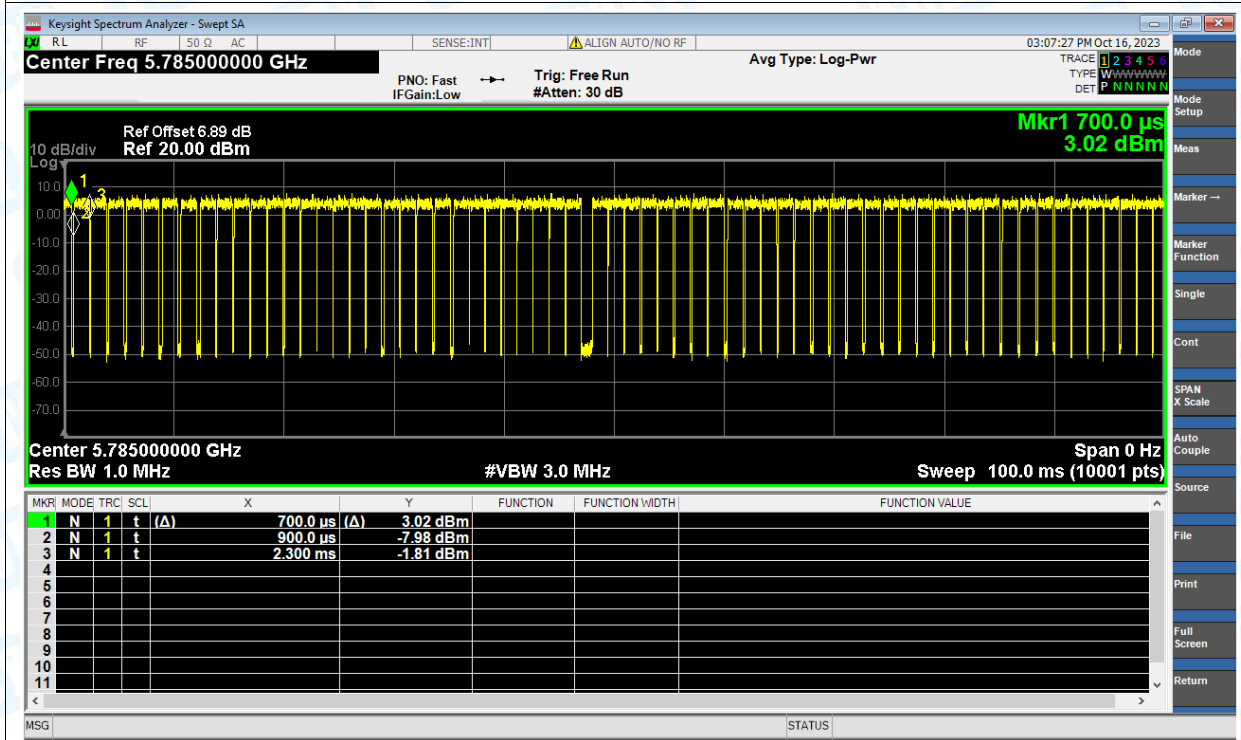 Keysight Spectrum Analyzer - Swept SA
LXI RL RF 50 Ω AC SENSE:INT ALIGN AUTO/NO RF 03:07:27 PM Oct 16, 2023
Center Freq 5.785000000 GHz
PNO: Fast
IFGain:Low
Trig: Free Run
#Atten: 30 dB
Avg Type: Log-Pwr
TRACE 1 2 3 4 5 6
TYPE WWWWWW
DET P N N N N N
Ref Offset 6.89 dB
10 dB/div Ref 20.00 dBm
Log
Mkr1 700.0 µs
3.02 dBm
1
3
2
10.0
0.00
-10.0
-20.0
-30.0
-40.0
-50.0
-60.0
-70.0
Center 5.785000000 GHz Span 0 Hz
Res BW 1.0 MHz #VBW 3.0 MHz Sweep 100.0 ms (10001 pts)
MKR MODE TRC SCL X Y FUNCTION FUNCTION WIDTH FUNCTION VALUE
1 N 1 t (Δ) 700.0 µs (Δ) 3.02 dBm
2 N 1 t 900.0 µs -7.98 dBm
3 N 1 t 2.300 ms -1.81 dBm
4
5
6
7
8
9
10
11
MSG STATUS
Mode
Mode
Setup
Meas
Marker →
Marker
Function
Single
Cont
SPAN
X Scale
Auto
Couple
Source
File
Print
Full
Screen
Return